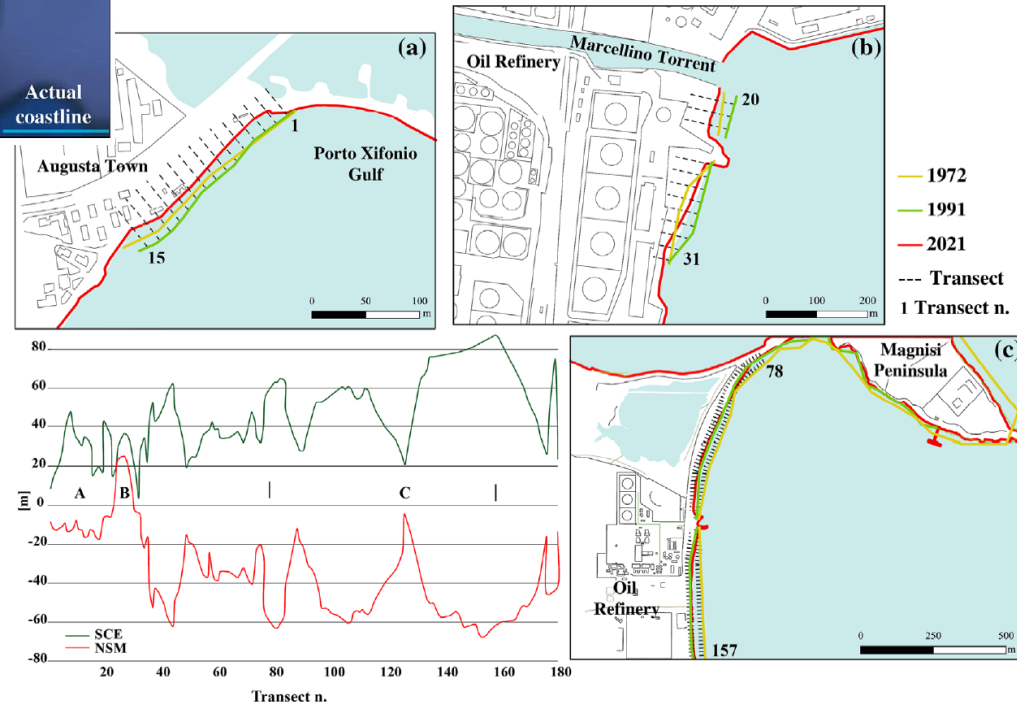 Actual
coastline
(a)
Augusta Town
1
Porto Xifonio
Gulf
15
0 50 100
m
(b)
Marcellino Torrent
Oil Refinery
20
31
0 100 200
m
1972
1991
2021
Transect
1 Transect n.
80
60
40
20
0
-20
-40
-60
-80
[m]
A B C
SCE
NSM
20 40 60 80 100 120 140 160 180
Transect n.
(c)
Magnisi
Peninsula
78
Oil
Refinery
157
0 250 500
m